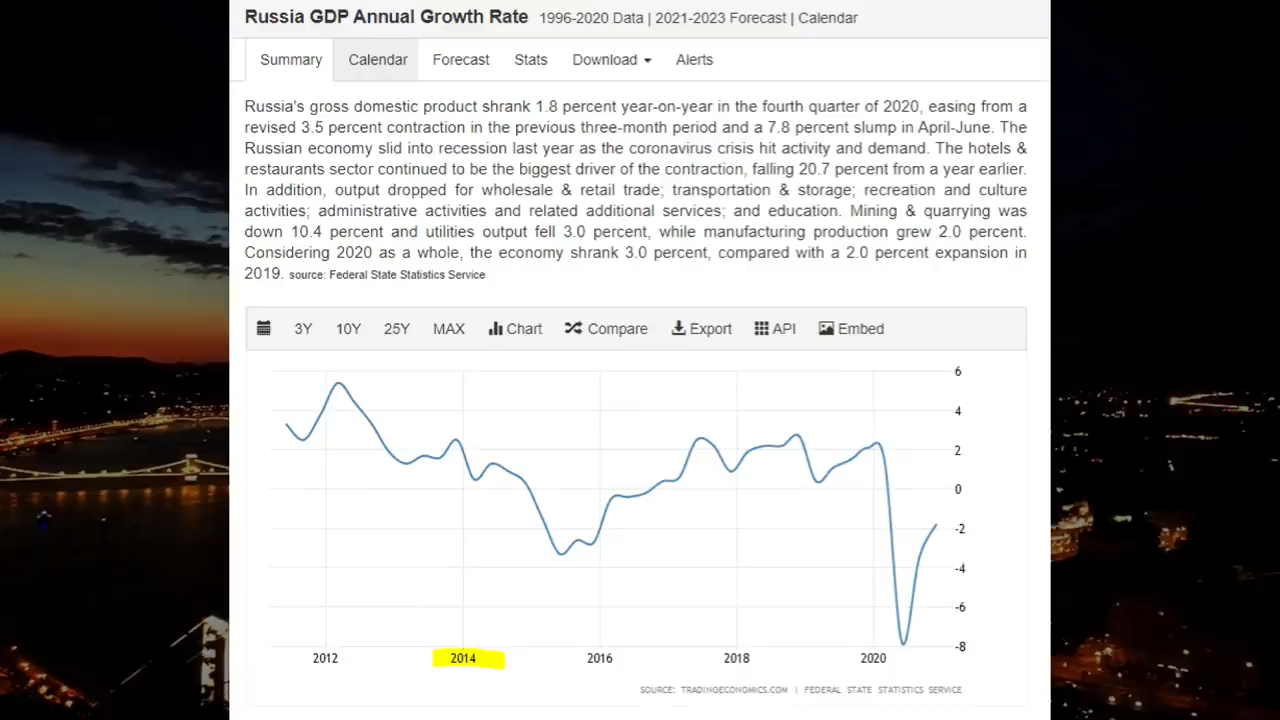 Russia GDP Annual Growth Rate 1996-2020 Data | 2021-2023 Forecast | Calendar
Summary Calendar Forecast Stats Download Alerts
Russia's gross domestic product shrank 1.8 percent year-on-year in the fourth quarter of 2020, easing from a
revised 3.5 percent contraction in the previous three-month period and a 7.8 percent slump in April-June. The
Russian economy slid into recession last year as the coronavirus crisis hit activity and demand. The hotels &
restaurants sector continued to be the biggest driver of the contraction, falling 20.7 percent from a year earlier.
In addition, output dropped for wholesale & retail trade; transportation & storage; recreation and culture
activities; administrative activities and related additional services; and education. Mining & quarrying was
down 10.4 percent and utilities output fell 3.0 percent, while manufacturing production grew 2.0 percent.
Considering 2020 as a whole, the economy shrank 3.0 percent, compared with a 2.0 percent expansion in
2019. source: Federal State Statistics Service
3Y 10Y 25Y MAX Chart Compare Export API Embed
6
4
2
0
-2
-4
-6
-8
2012 2014 2016 2018 2020
SOURCE: TRADINGECONOMICS.COM | FEDERAL STATE STATISTICS SERVICE